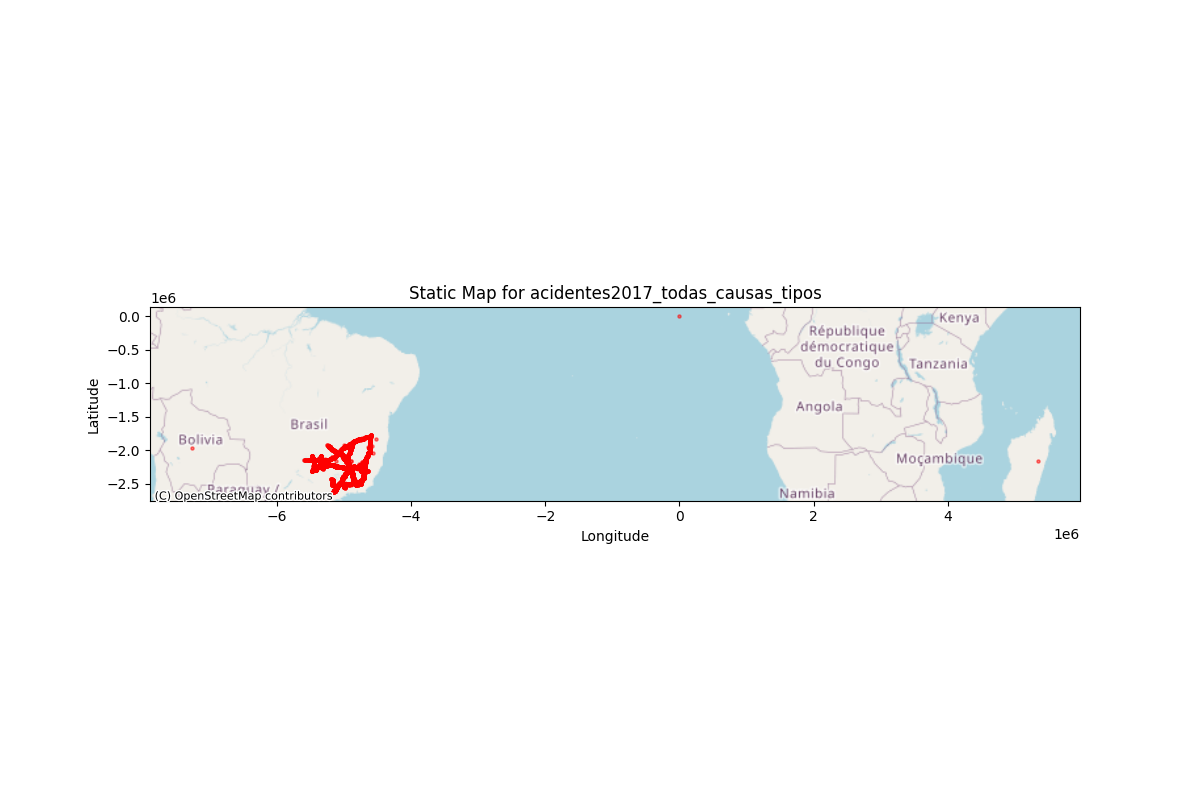 Static Map for acidentes2017_todas_causas_tipos
1e6
0.0
−0.5
−1.0
−1.5
−2.0
−2.5
Latitude
Kenya
République
démocratique
du Congo
Tanzania
Angola
Brasil
Bolivia
Moçambique
Paraguay /
Namibia
(C) OpenStreetMap contributors
−6
−4
−2
0
2
4
1e6
Longitude